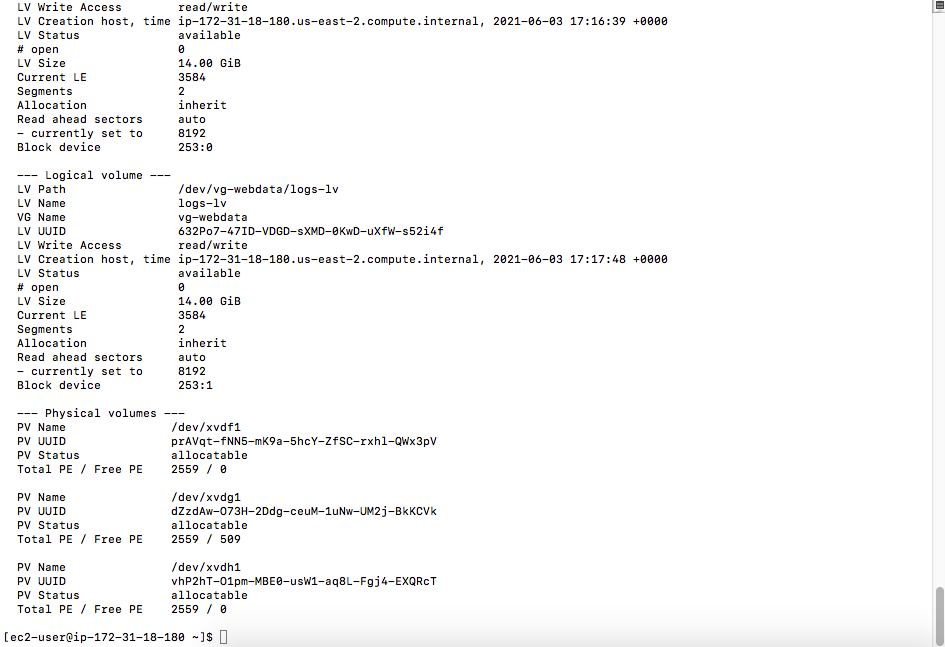 LV Write Access        read/write
LV Creation host, time ip-172-31-18-180.us-east-2.compute.internal, 2021-06-03 17:16:39 +0000
LV Status              available
# open                 0
LV Size                14.00 GiB
Current LE             3584
Segments               2
Allocation             inherit
Read ahead sectors     auto
- currently set to     8192
Block device           253:0
--- Logical volume ---
LV Path                /dev/vg-webdata/logs-lv
LV Name                logs-lv
VG Name                vg-webdata
LV UUID                632Po7-47ID-VDGD-sXMD-0KwD-uXfW-s52i4f
LV Write Access        read/write
LV Creation host, time ip-172-31-18-180.us-east-2.compute.internal, 2021-06-03 17:17:48 +0000
LV Status              available
# open                 0
LV Size                14.00 GiB
Current LE             3584
Segments               2
Allocation             inherit
Read ahead sectors     auto
- currently set to     8192
Block device           253:1
--- Physical volumes ---
PV Name               /dev/xvdf1
PV UUID               prAVqt-fNN5-mK9a-5hcY-ZfSC-rxhl-QWx3pV
PV Status             allocatable
Total PE / Free PE    2559 / 0
PV Name               /dev/xvdg1
PV UUID               dZzdAw-O73H-2Ddg-ceuM-1uNw-UM2j-BkKCVk
PV Status             allocatable
Total PE / Free PE    2559 / 509
PV Name               /dev/xvdh1
PV UUID               vhP2hT-O1pm-MBE0-usW1-aq8L-Fgj4-EXQRcT
PV Status             allocatable
Total PE / Free PE    2559 / 0
[ec2-user@ip-172-31-18-180 ~]$